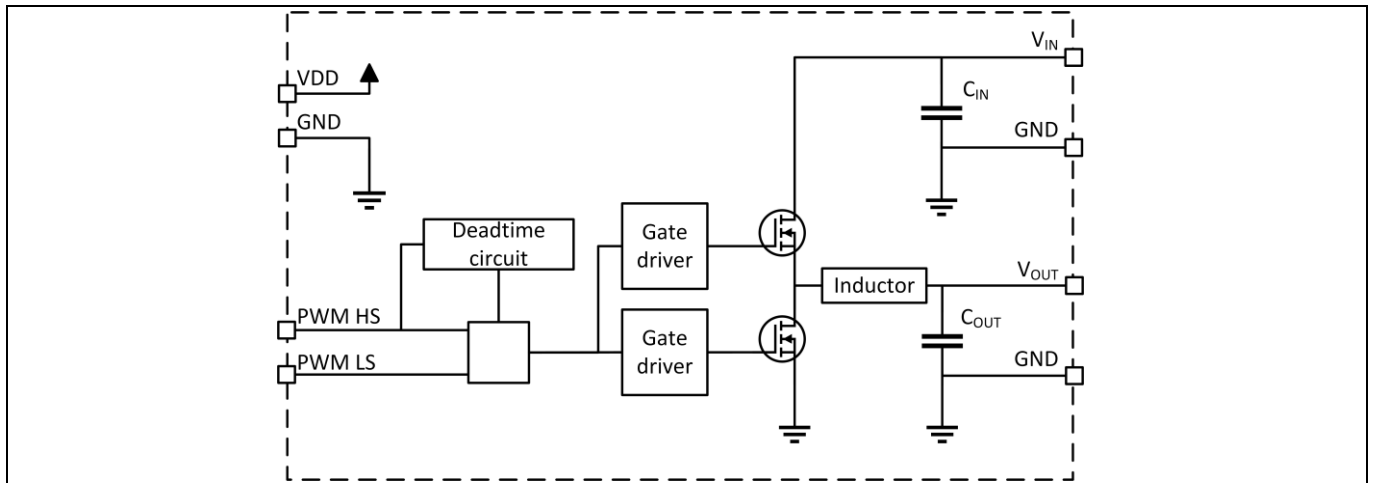 VIN
VDD
CIN
GND
GND
Deadtime
circuit
Gate
driver
VOUT
Inductor
PWM HS
COUT
Gate
driver
PWM LS
GND